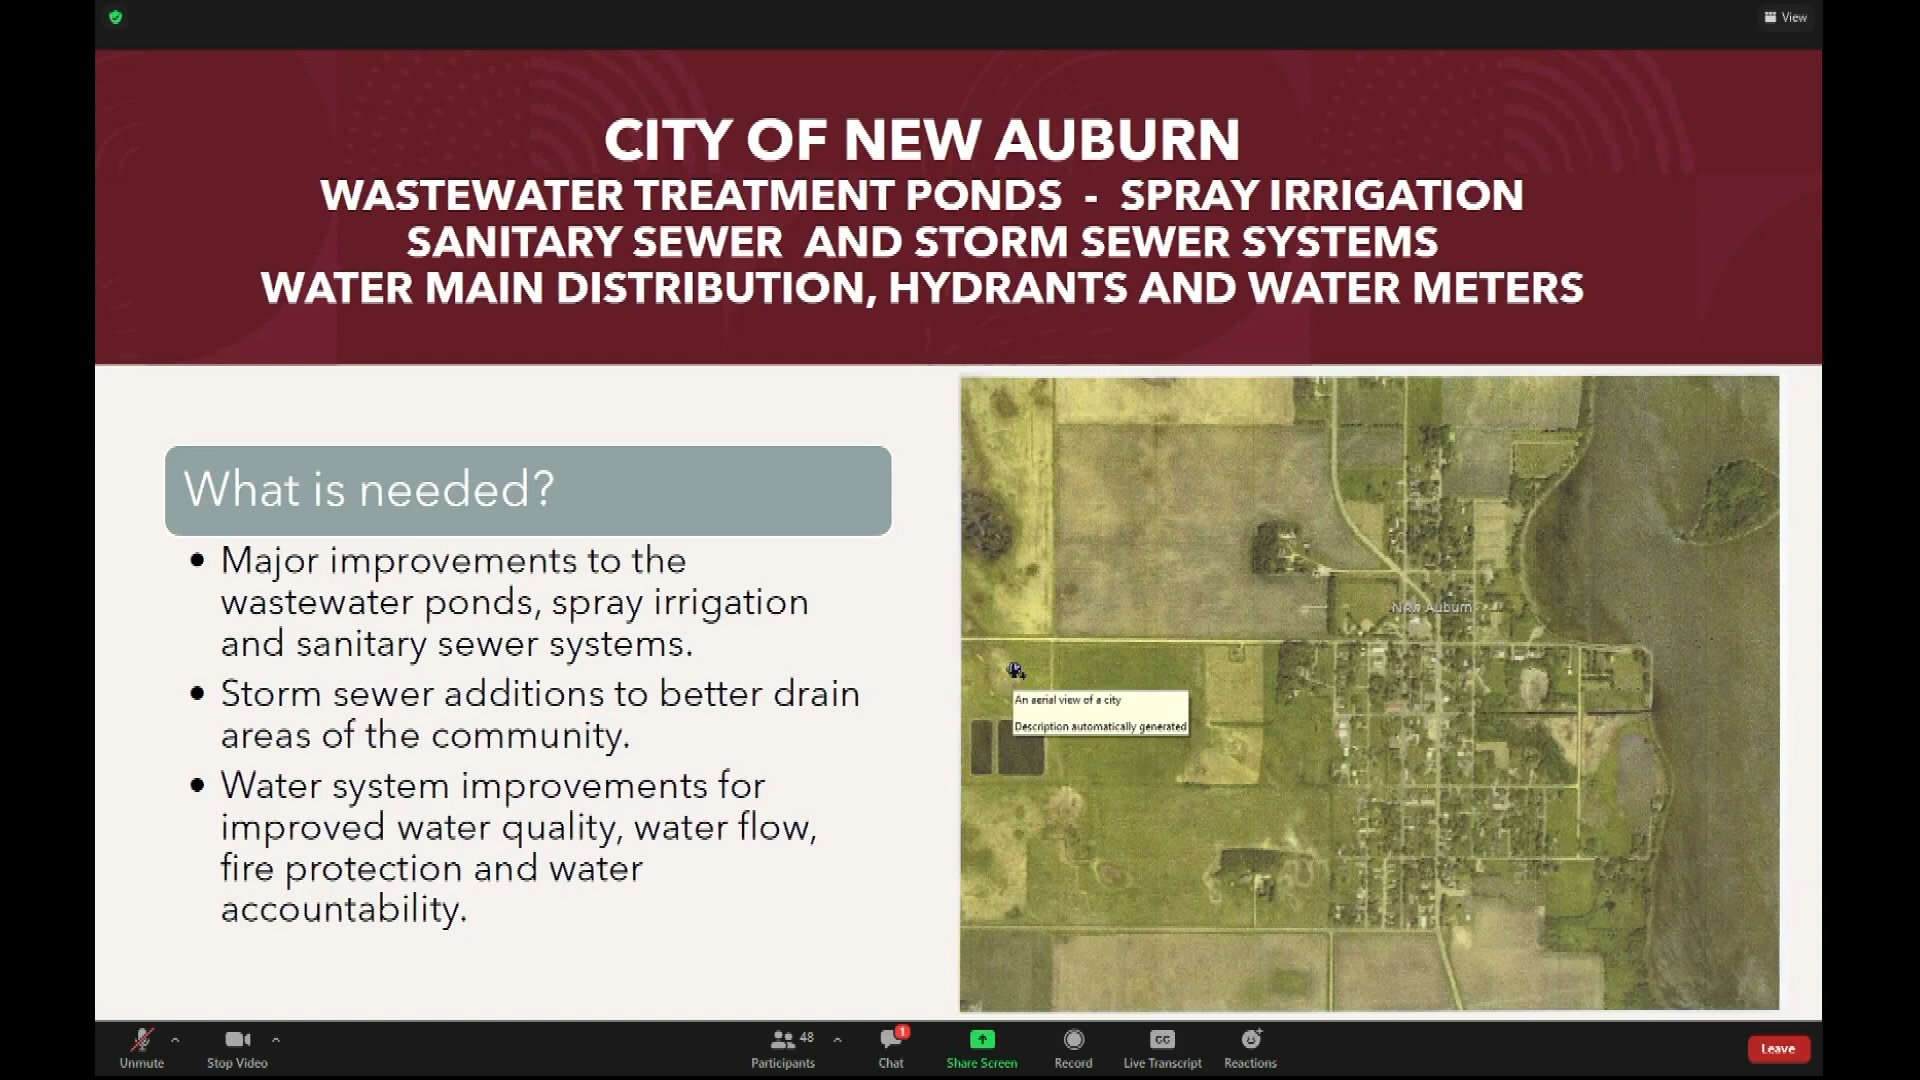 View
CITY OF NEW AUBURN
WASTEWATER TREATMENT PONDS - SPRAY IRRIGATION
SANITARY SEWER AND STORM SEWER SYSTEMS
WATER MAIN DISTRIBUTION, HYDRANTS AND WATER METERS
What is needed?
• Major improvements to the
wastewater ponds, spray irrigation
and sanitary sewer systems.
• Storm sewer additions to better drain
areas of the community.
• Water system improvements for
improved water quality, water flow,
fire protection and water
accountability.
New Auburn
An aerial view of a city
Description automatically generated
Unmute
Stop Video
48
Participants
1
Chat
Share Screen
Record
CC
Live Transcript
Reactions
Leave